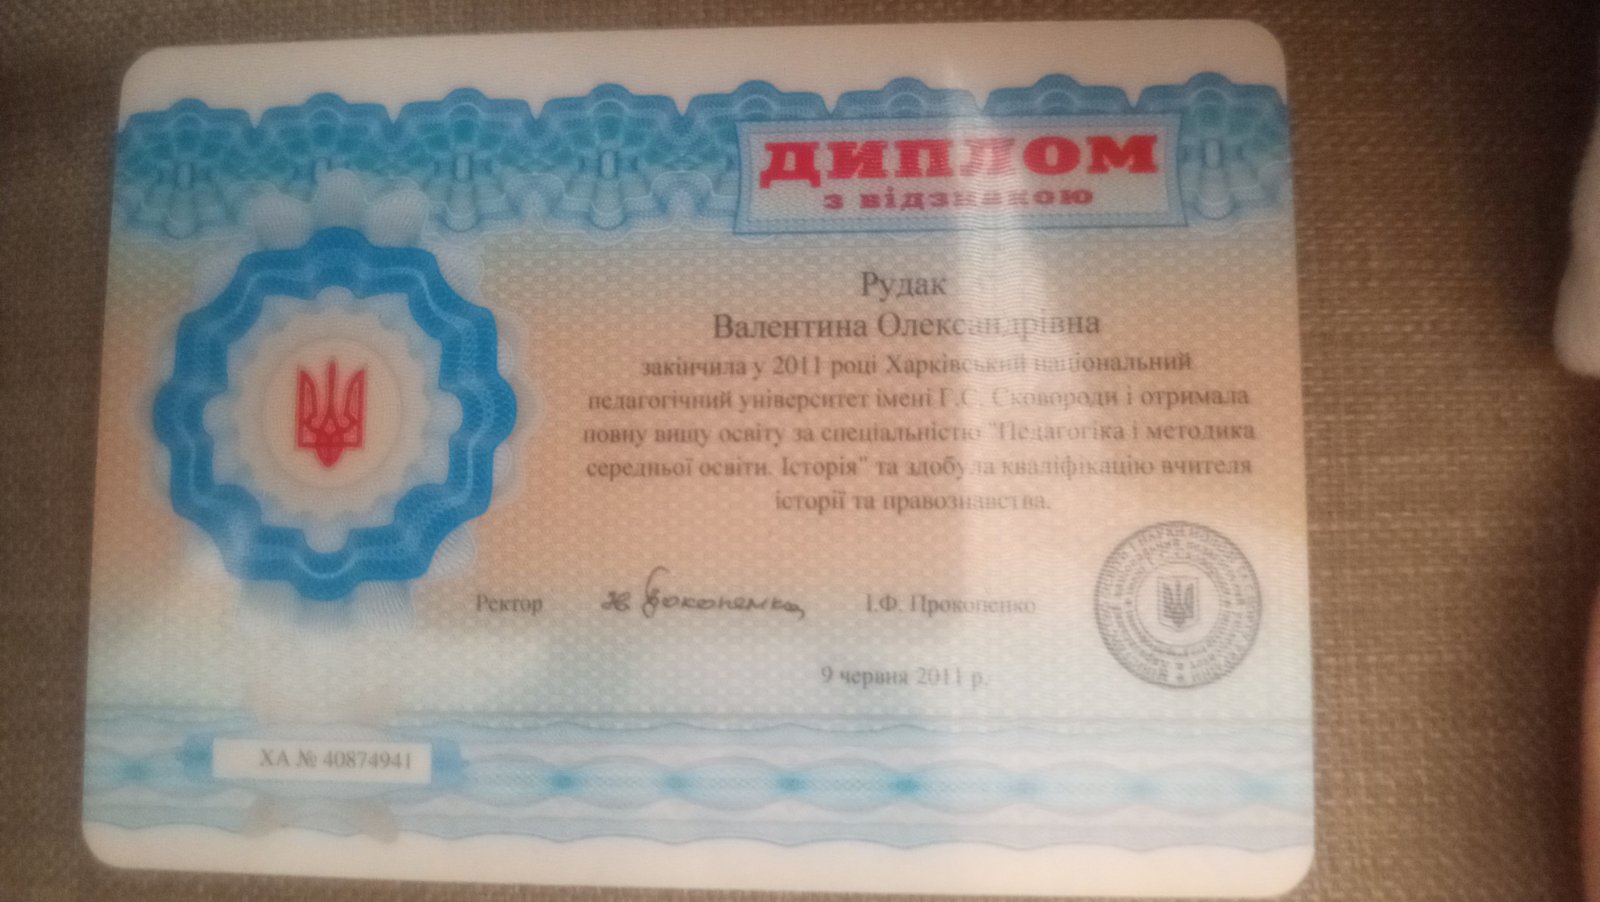 ДИПЛОМ
з відзнакою
Рудак
Валентина Олександрівна
закінчила у 2011 році Харківський національний
педагогічний університет імені Г.С. Сковороди і отримала
повну вищу освіту за спеціальністю "Педагогіка і методика
середньої освіти. Історія" та здобула кваліфікацію вчителя
історії та правознавства.
Ректор І.Ф. Прокопенко
9 червня 2011 р.
ХА № 40874941